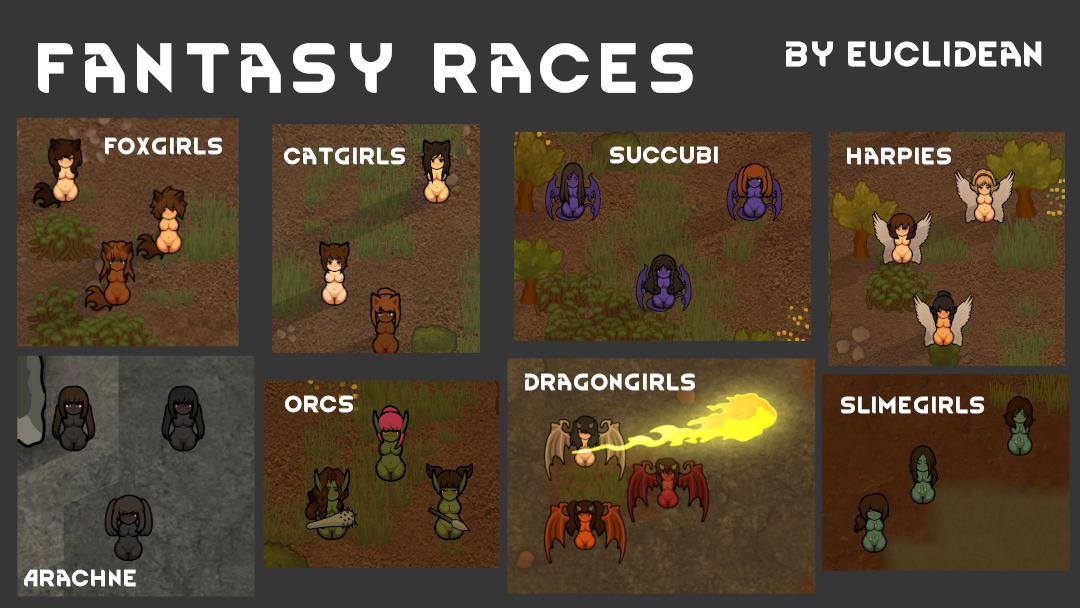 FANTASY RACES
BY EUCLIDEAN
FOXGIRLS
CATGIRLS
SUCCUBI
HARPIES
ARACHNE
ORCS
DRAGONGIRLS
SLIMEGIRLS